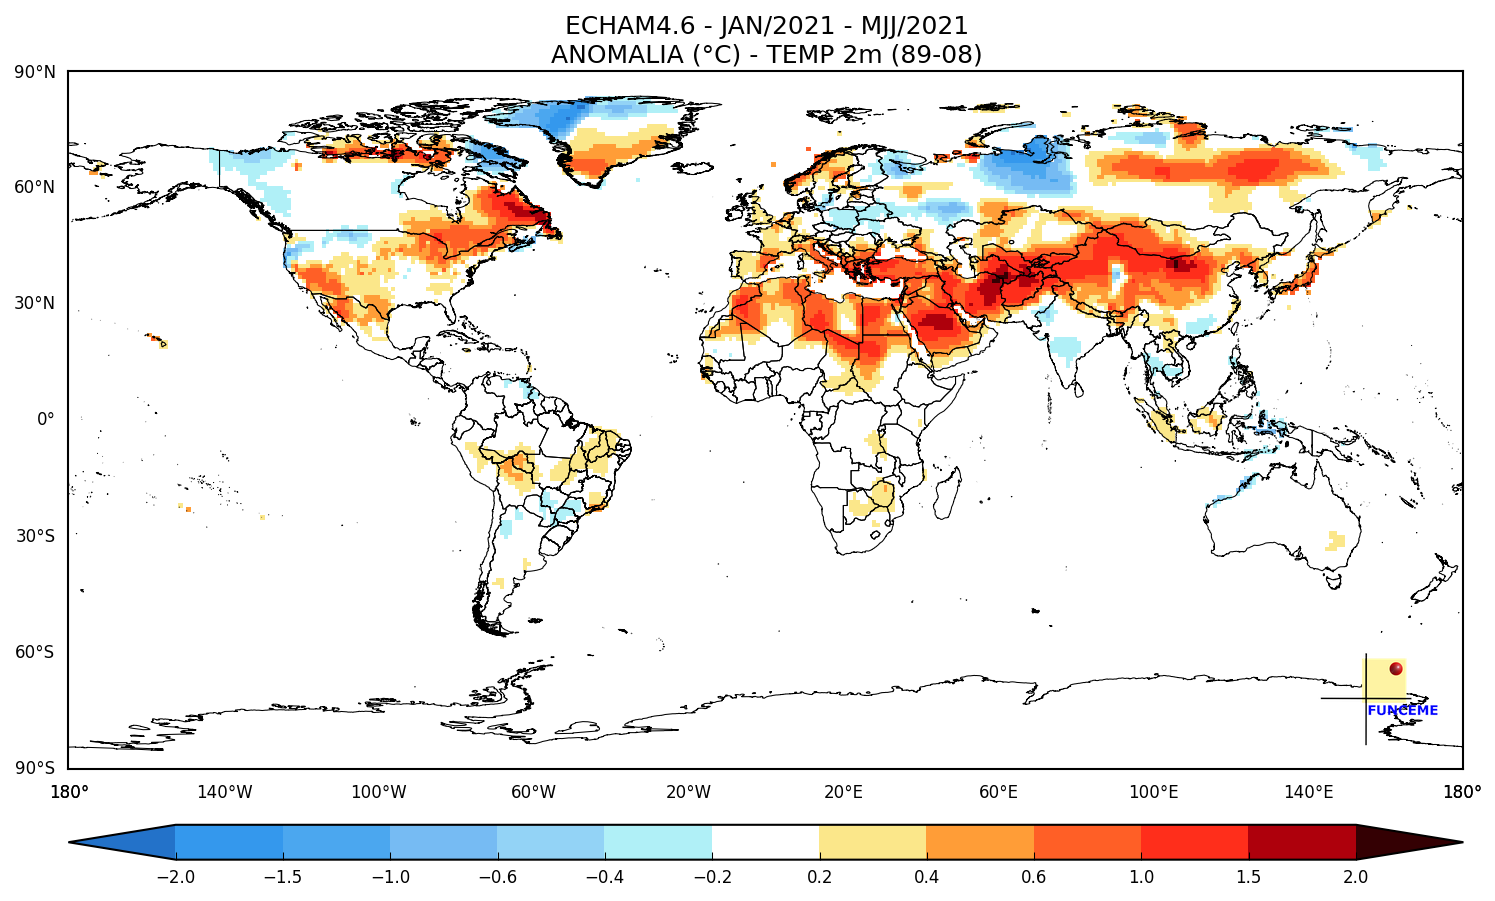 ECHAM4.6 - JAN/2021 - MJJ/2021
ANOMALIA (°C) - TEMP 2m (89-08)
90°N
60°N
30°N
0°
30°S
60°S
90°S
FUNCEME
180° 140°W 100°W 60°W 20°W 20°E 60°E 100°E 140°E 180°
−2.0 −1.5 −1.0 −0.6 −0.4 −0.2 0.2 0.4 0.6 1.0 1.5 2.0